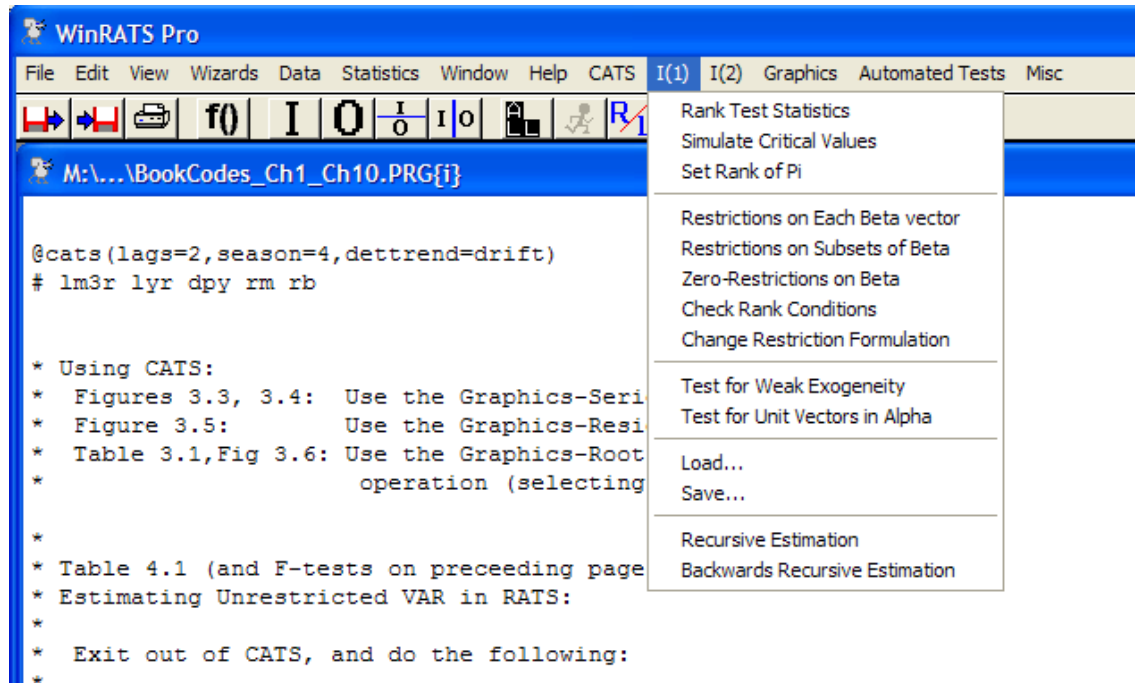 WinRATS Pro
File Edit View Wizards Data Statistics Window Help CATS I(1) I(2) Graphics Automated Tests Misc
f() I O I O I O R/
M:\...\BookCodes_Ch1_Ch10.PRG{i}
Rank Test Statistics
Simulate Critical Values
Set Rank of Pi
Restrictions on Each Beta vector
Restrictions on Subsets of Beta
Zero-Restrictions on Beta
Check Rank Conditions
Change Restriction Formulation
Test for Weak Exogeneity
Test for Unit Vectors in Alpha
Load...
Save...
Recursive Estimation
Backwards Recursive Estimation
@cats(lags=2,season=4,dettrend=drift)
# lm3r lyr dpy rm rb
* Using CATS:
* Figures 3.3, 3.4: Use the Graphics-Seri
* Figure 3.5: Use the Graphics-Resi
* Table 3.1,Fig 3.6: Use the Graphics-Root
* operation (selecting
*
* Table 4.1 (and F-tests on preceeding page
* Estimating Unrestricted VAR in RATS:
*
* Exit out of CATS, and do the following:
*